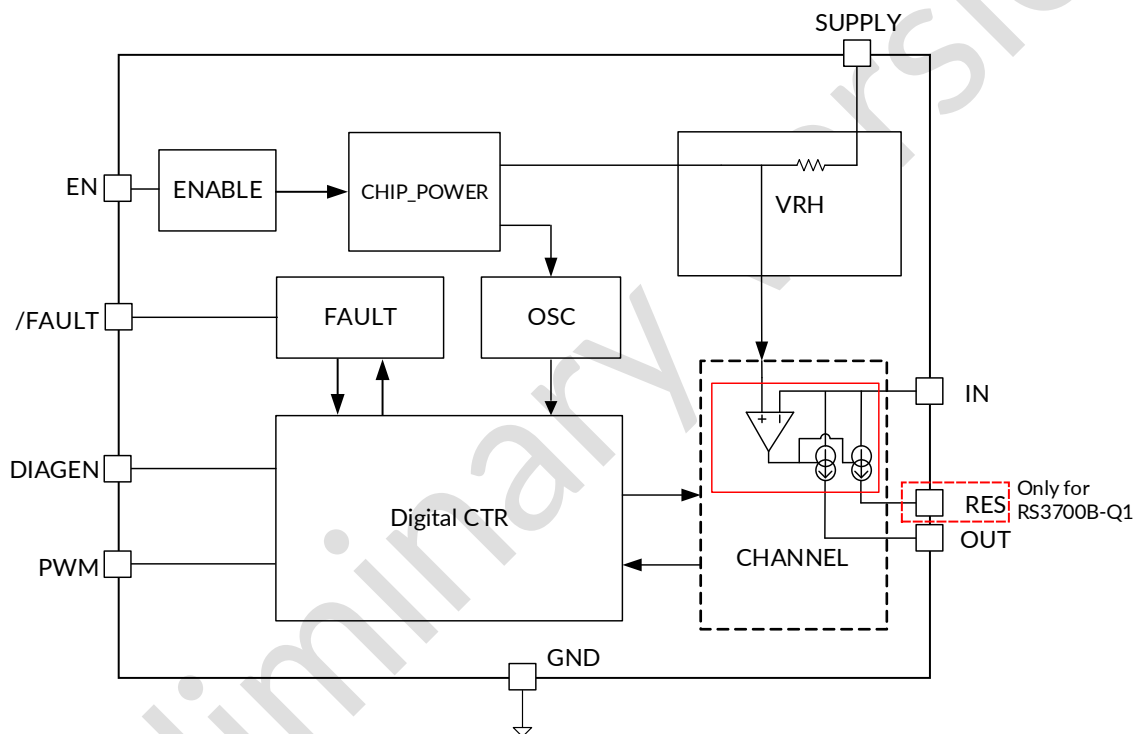 SUPPLY
EN
ENABLE
CHIP_POWER
VRH
/FAULT
FAULT
OSC
IN
+
DIAGEN
Digital CTR
RES
Only for
RS3700B-Q1
OUT
PWM
CHANNEL
GND